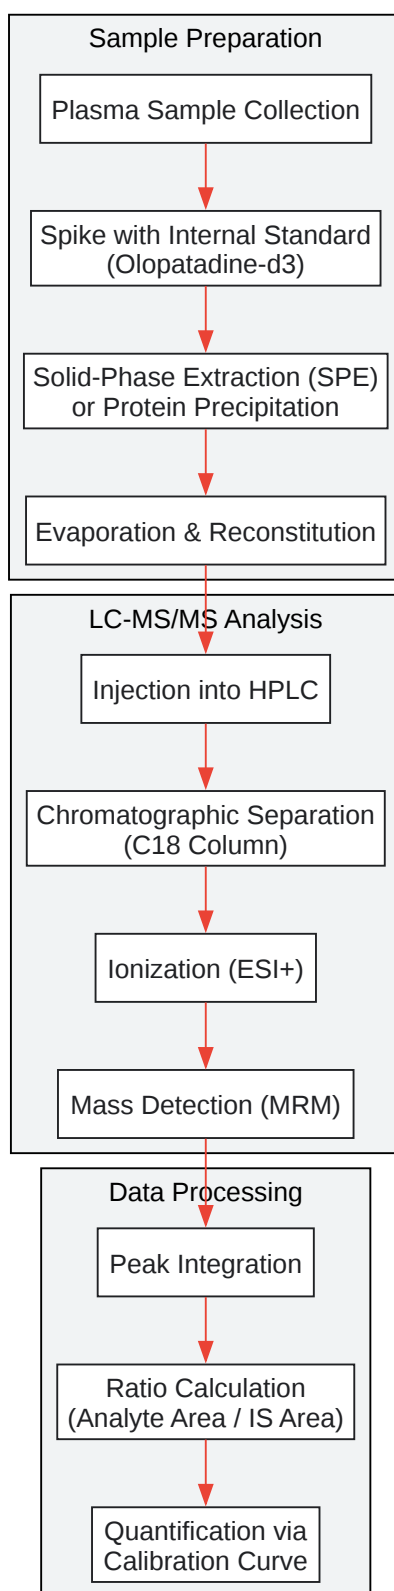 Sample Preparation
Plasma Sample Collection
Spike with Internal Standard
(Olopatadine-d3)
Solid-Phase Extraction (SPE)
or Protein Precipitation
Evaporation & Reconstitution
LC-MS/MS Analysis
Injection into HPLC
Chromatographic Separation
(C18 Column)
Ionization (ESI+)
Mass Detection (MRM)
Data Processing
Peak Integration
Ratio Calculation
(Analyte Area / IS Area)
Quantification via
Calibration Curve